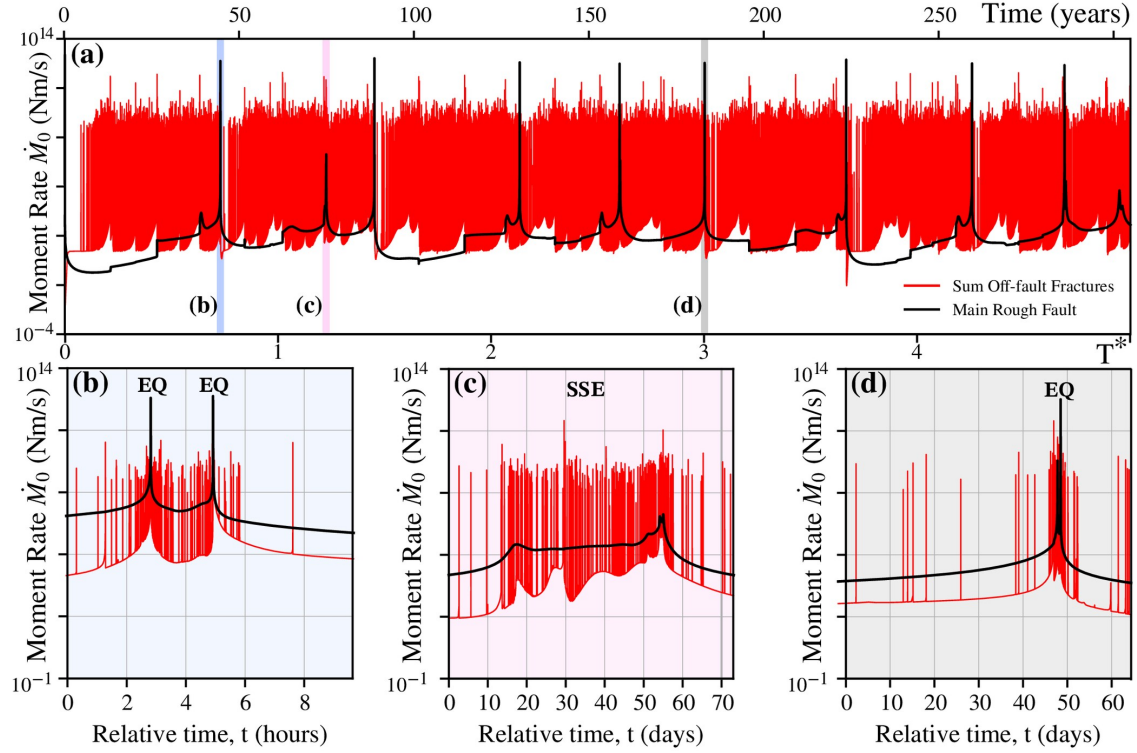 0 50 100 150 200 250 Time (years)
10^14
(a)
Moment Rate Ṁ₀ (Nm/s)
(b) (c) (d)
Sum Off-fault Fractures
Main Rough Fault
10^-4
0 1 2 3 4 T*
10^14 (b) EQ EQ
Moment Rate Ṁ₀ (Nm/s)
10^-1
0 2 4 6 8
Relative time, t (hours)
10^14 (c) SSE
Moment Rate Ṁ₀ (Nm/s)
10^-1
0 10 20 30 40 50 60 70
Relative time, t (days)
10^14 (d) EQ
Moment Rate Ṁ₀ (Nm/s)
10^-1
0 10 20 30 40 50 60
Relative time, t (days)